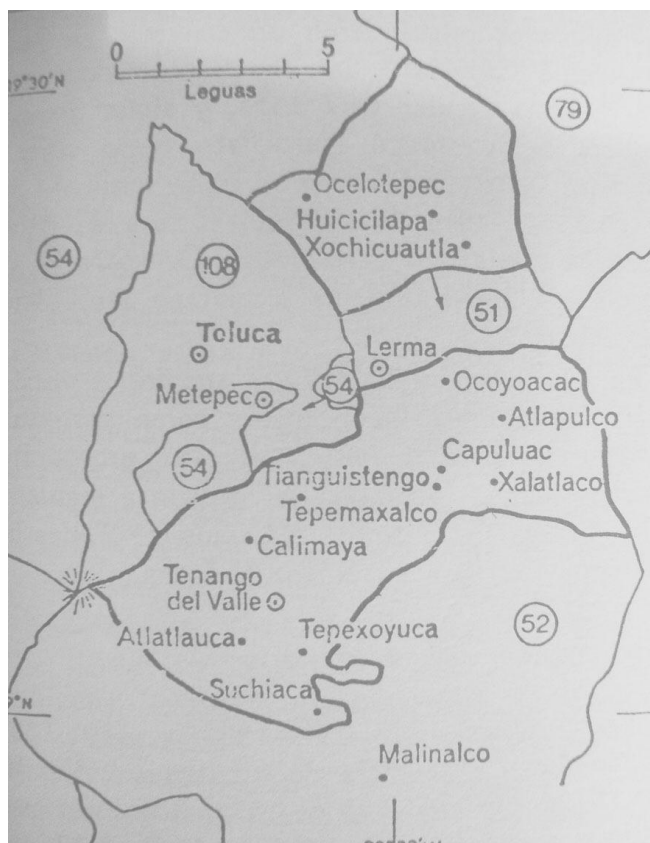 0 5
Leguas
19°30'N
79
Ocelotepec
Huicicilapa
Xochicuautla
54
108
51
Toluca
Lerma
54
Metepec
Ocoyoacac
Atlapulco
54
Capuluac
Tianguistengo
Xalatlaco
Tepemaxalco
Calimaya
Tenango
del Valle
52
Atlatlauca
Tepexoyuca
Suchiaca
9°N
Malinalco